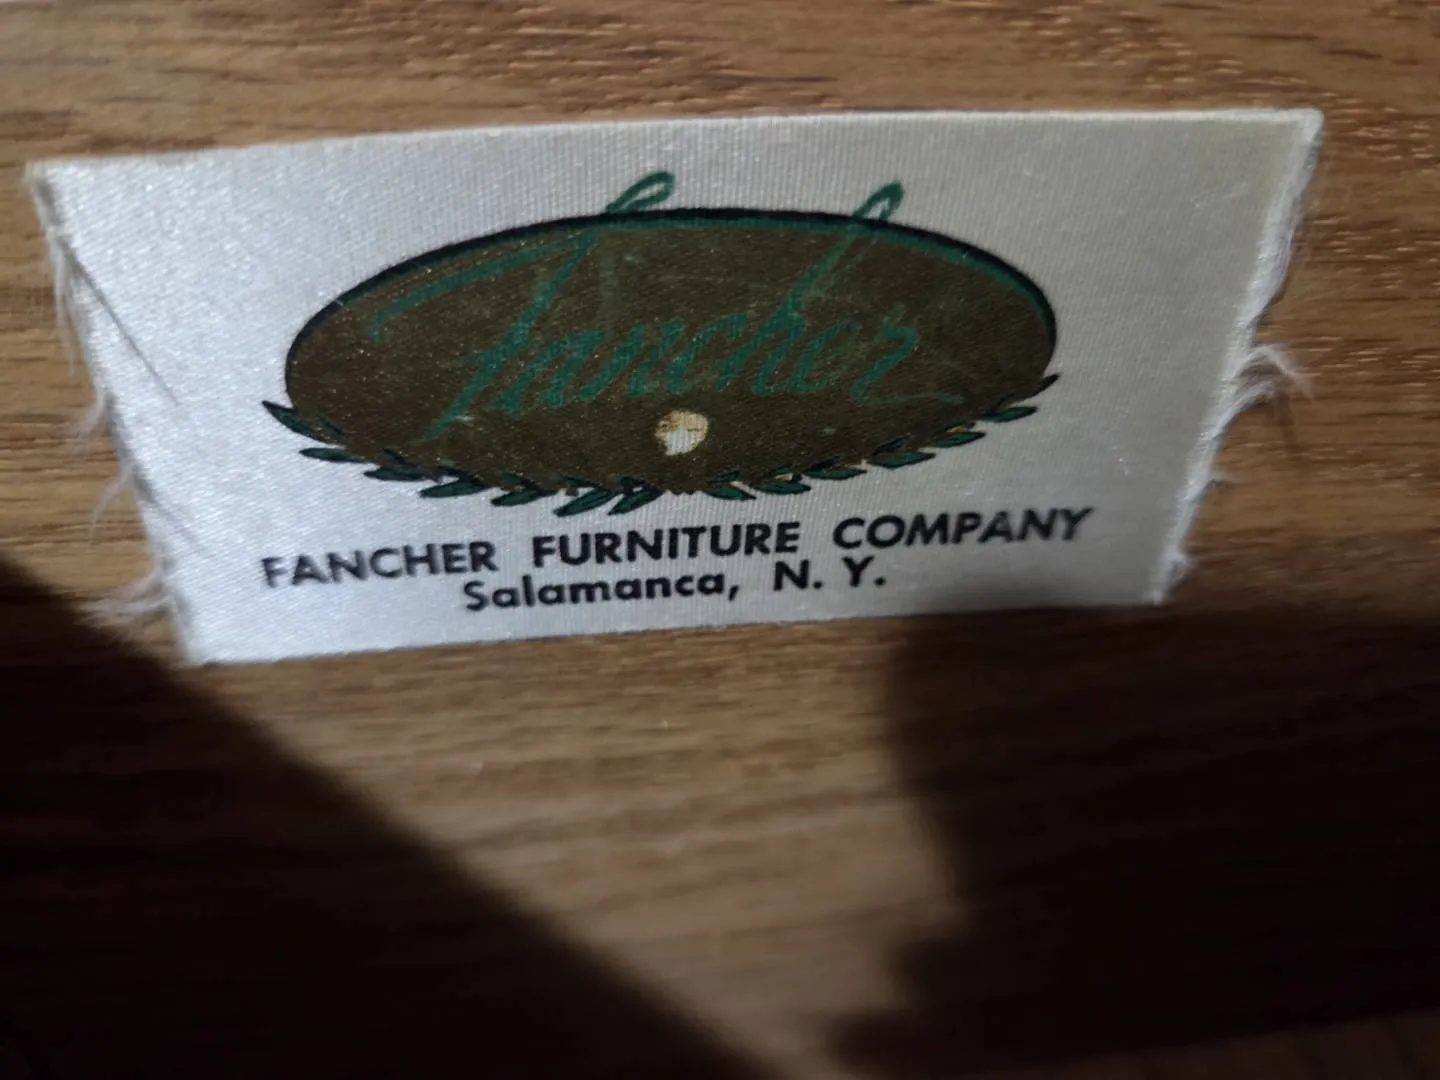 Fancher
FANCHER FURNITURE COMPANY
Salamanca, N. Y.